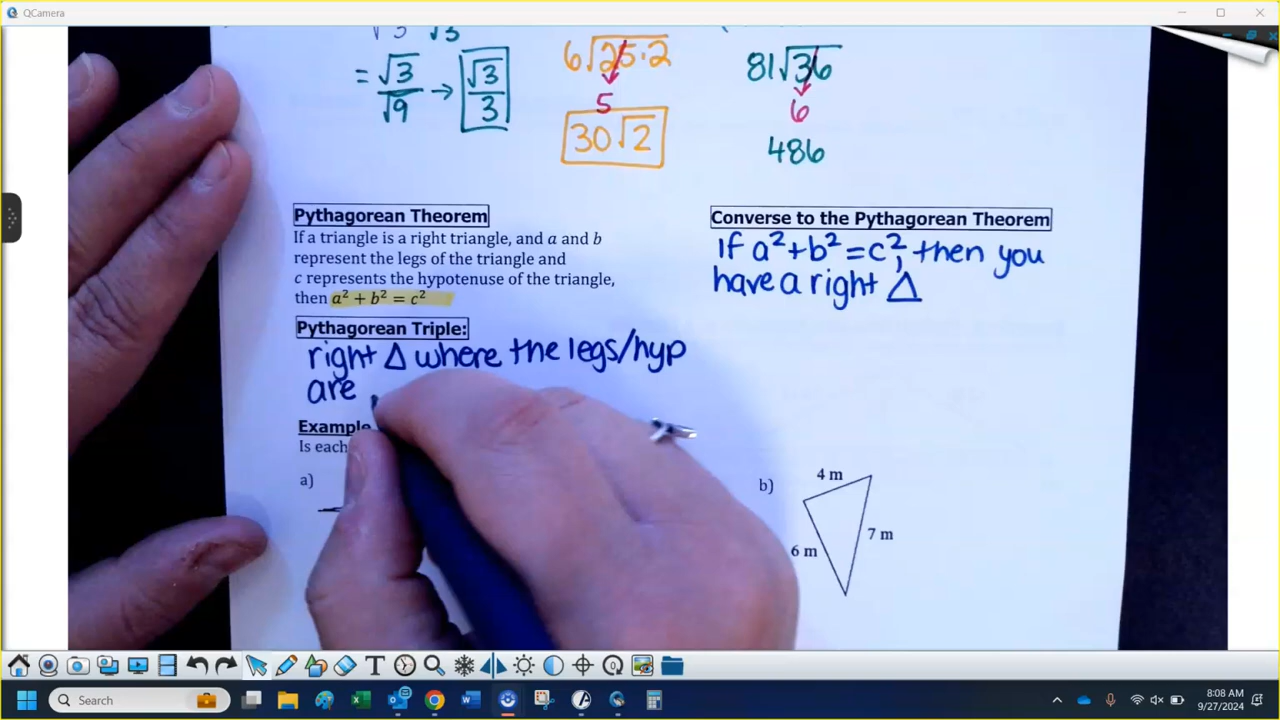 QCamera
√3 √3
= √3/√9 → √3/3
6√25·2
5
30√2
81√36
6
486
Pythagorean Theorem
If a triangle is a right triangle, and a and b
represent the legs of the triangle and
c represents the hypotenuse of the triangle,
then a² + b² = c²
Pythagorean Triple:
right Δ where the legs/hyp
are
Converse to the Pythagorean Theorem
If a²+b²=c², then you
have a right Δ
Example
Is each
a)
b)
4 m
7 m
6 m
Search
8:08 AM
9/27/2024